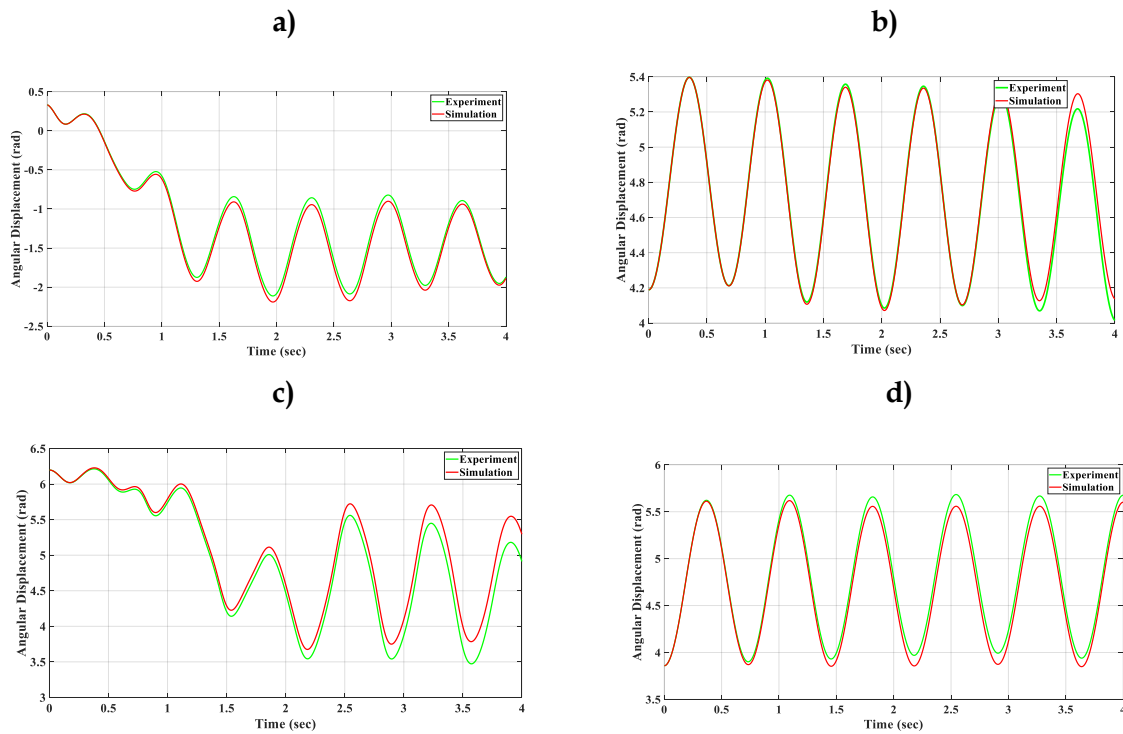 a)
b)
0.5
0
-0.5
-1
-1.5
-2
-2.5
0 0.5 1 1.5 2 2.5 3 3.5 4
Angular Displacement (rad)
Time (sec)
Experiment
Simulation
5.4
5.2
5
4.8
4.6
4.4
4.2
4
0 0.5 1 1.5 2 2.5 3 3.5 4
Angular Displacement (rad)
Time (sec)
Experiment
Simulation
c)
d)
6.5
6
5.5
5
4.5
4
3.5
3
0 0.5 1 1.5 2 2.5 3 3.5 4
Angular Displacement (rad)
Time (sec)
Experiment
Simulation
6
5.5
5
4.5
4
3.5
0 0.5 1 1.5 2 2.5 3 3.5 4
Angular Displacement (rad)
Time (sec)
Experiment
Simulation